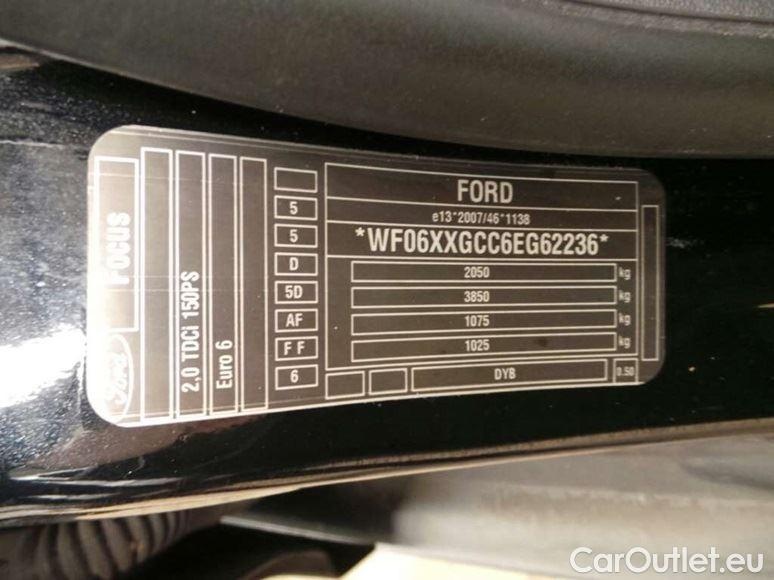 FORD
e13*2007/46*1138
*WF06XXGCC6EG62236*
2050 kg
3850 kg
1075 kg
1025 kg
DYB
0.50
5
5
D
5D
AF
F F
6
FOCUS
Ford
2,0 TDCi 150PS
Euro 6
CarOutlet.eu